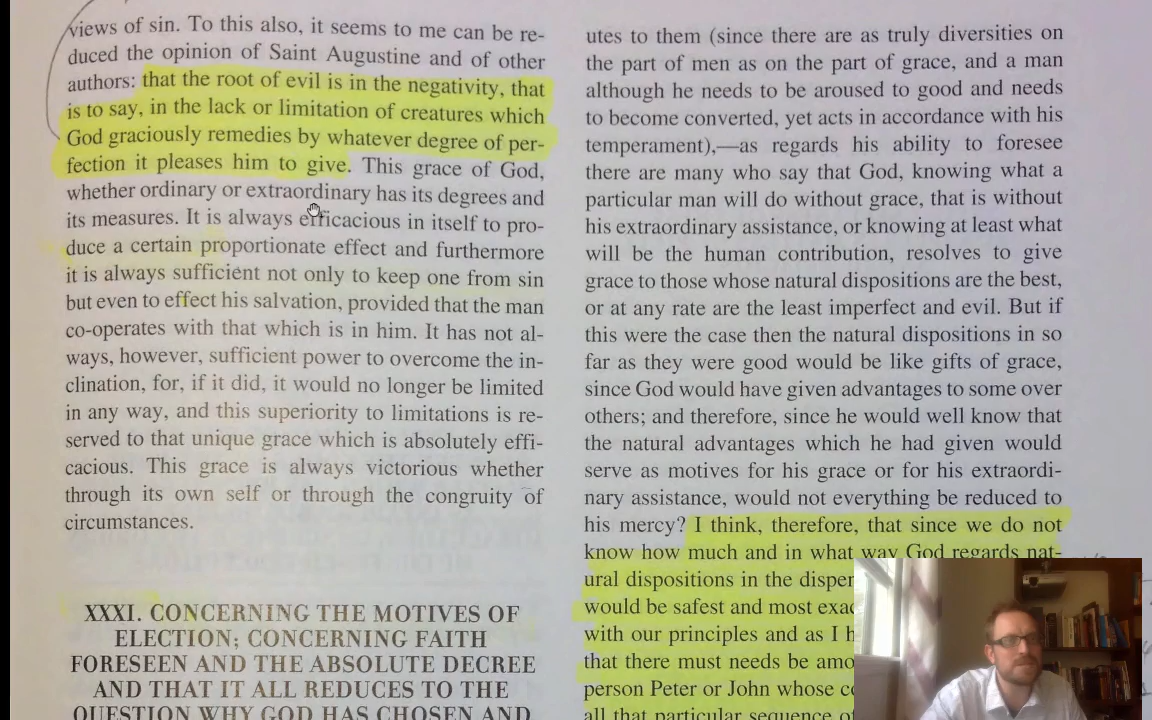 views of sin. To this also, it seems to me can be re-
duced the opinion of Saint Augustine and of other
authors: that the root of evil is in the negativity, that
is to say, in the lack or limitation of creatures which
God graciously remedies by whatever degree of per-
fection it pleases him to give. This grace of God,
whether ordinary or extraordinary has its degrees and
its measures. It is always efficacious in itself to pro-
duce a certain proportionate effect and furthermore
it is always sufficient not only to keep one from sin
but even to effect his salvation, provided that the man
co-operates with that which is in him. It has not al-
ways, however, sufficient power to overcome the in-
clination, for, if it did, it would no longer be limited
in any way, and this superiority to limitations is re-
served to that unique grace which is absolutely effi-
cacious. This grace is always victorious whether
through its own self or through the congruity of
circumstances.
XXXI. CONCERNING THE MOTIVES OF
ELECTION; CONCERNING FAITH
FORESEEN AND THE ABSOLUTE DECREE
AND THAT IT ALL REDUCES TO THE
QUESTION WHY GOD HAS CHOSEN AND
utes to them (since there are as truly diversities on
the part of men as on the part of grace, and a man
although he needs to be aroused to good and needs
to become converted, yet acts in accordance with his
temperament),—as regards his ability to foresee
there are many who say that God, knowing what a
particular man will do without grace, that is without
his extraordinary assistance, or knowing at least what
will be the human contribution, resolves to give
grace to those whose natural dispositions are the best,
or at any rate are the least imperfect and evil. But if
this were the case then the natural dispositions in so
far as they were good would be like gifts of grace,
since God would have given advantages to some over
others; and therefore, since he would well know that
the natural advantages which he had given would
serve as motives for his grace or for his extraordi-
nary assistance, would not everything be reduced to
his mercy? I think, therefore, that since we do not
know how much and in what way God regards nat-
ural dispositions in the
would be safest and most
with our principles and as I
that there must needs be
person Peter or John whose
all that particular sequence of